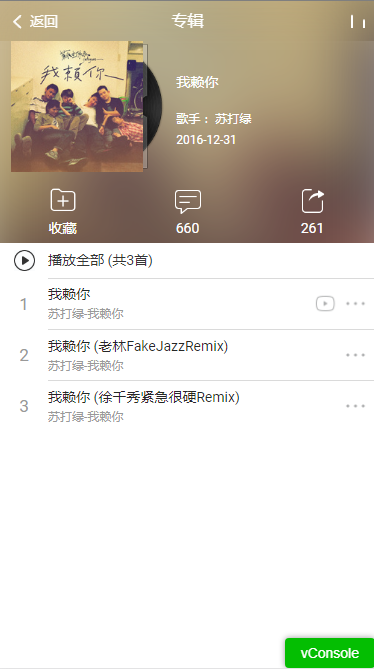 返回
专辑
我赖你
我赖你
歌手： 苏打绿
2016-12-31
收藏
660
261
播放全部 (共3首)
1
我赖你
苏打绿-我赖你
2
我赖你 (老林FakeJazzRemix)
苏打绿-我赖你
3
我赖你 (徐千秀紧急很硬Remix)
苏打绿-我赖你
vConsole